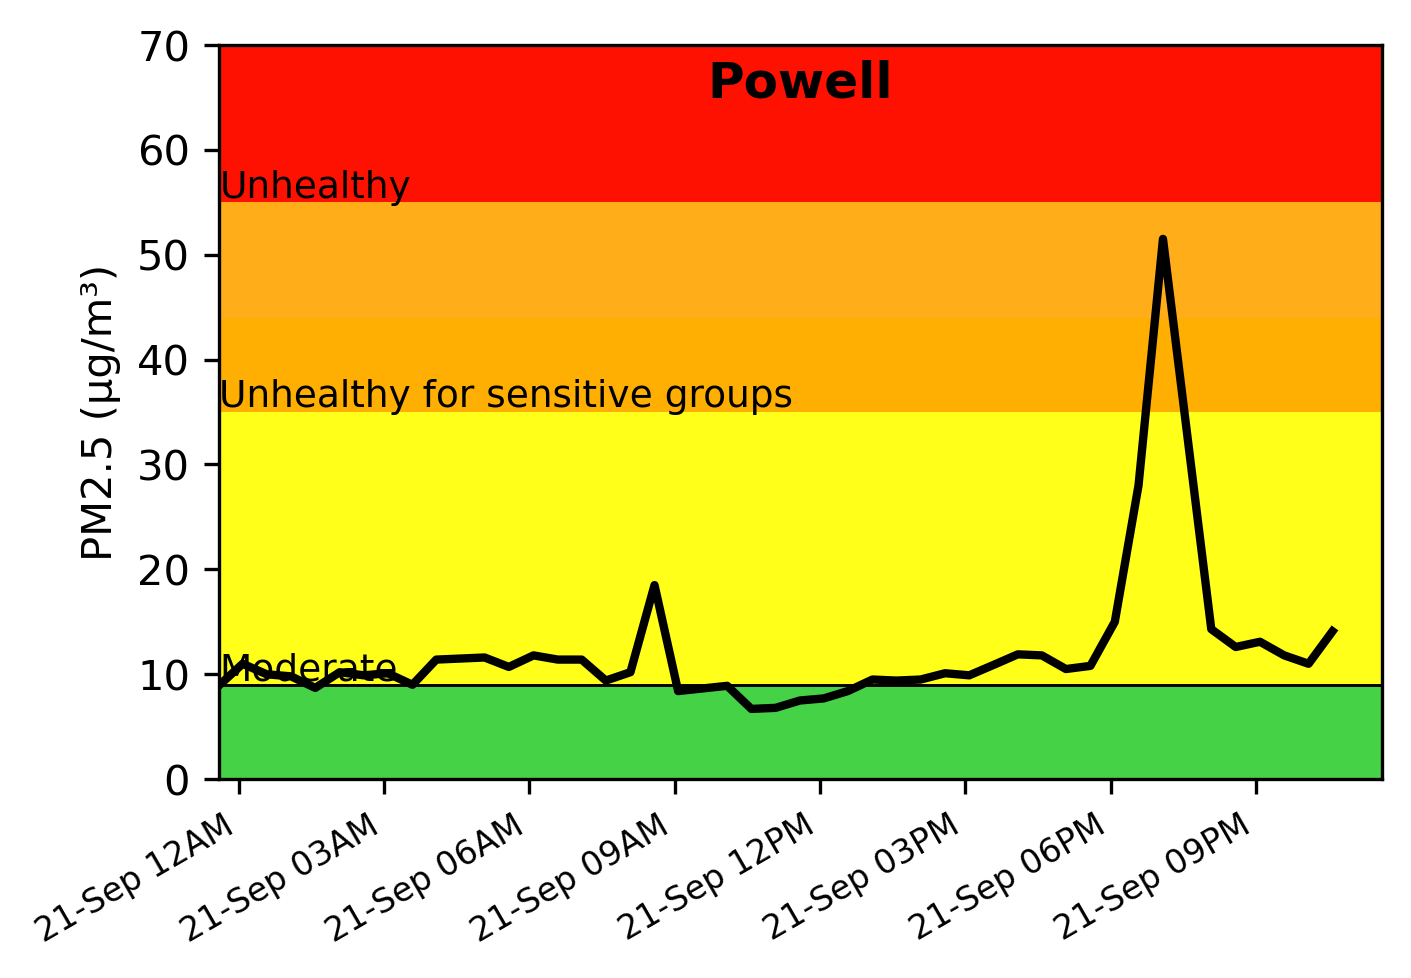 Powell
PM2.5 (µg/m³)
70
60
Unhealthy
50
40
Unhealthy for sensitive groups
30
20
10
Moderate
0
21-Sep 12AM
21-Sep 03AM
21-Sep 06AM
21-Sep 09AM
21-Sep 12PM
21-Sep 03PM
21-Sep 06PM
21-Sep 09PM